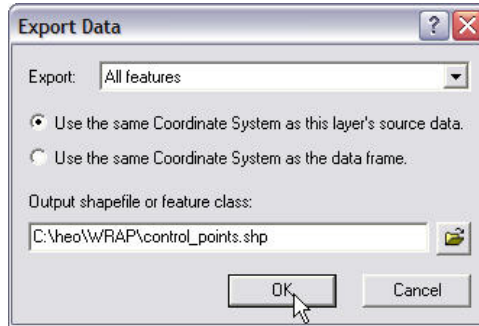 Export Data
Export: All features
Use the same Coordinate System as this layer's source data.
Use the same Coordinate System as the data frame.
Output shapefile or feature class:
C:\heo\WRAP\control_points.shp
OK Cancel